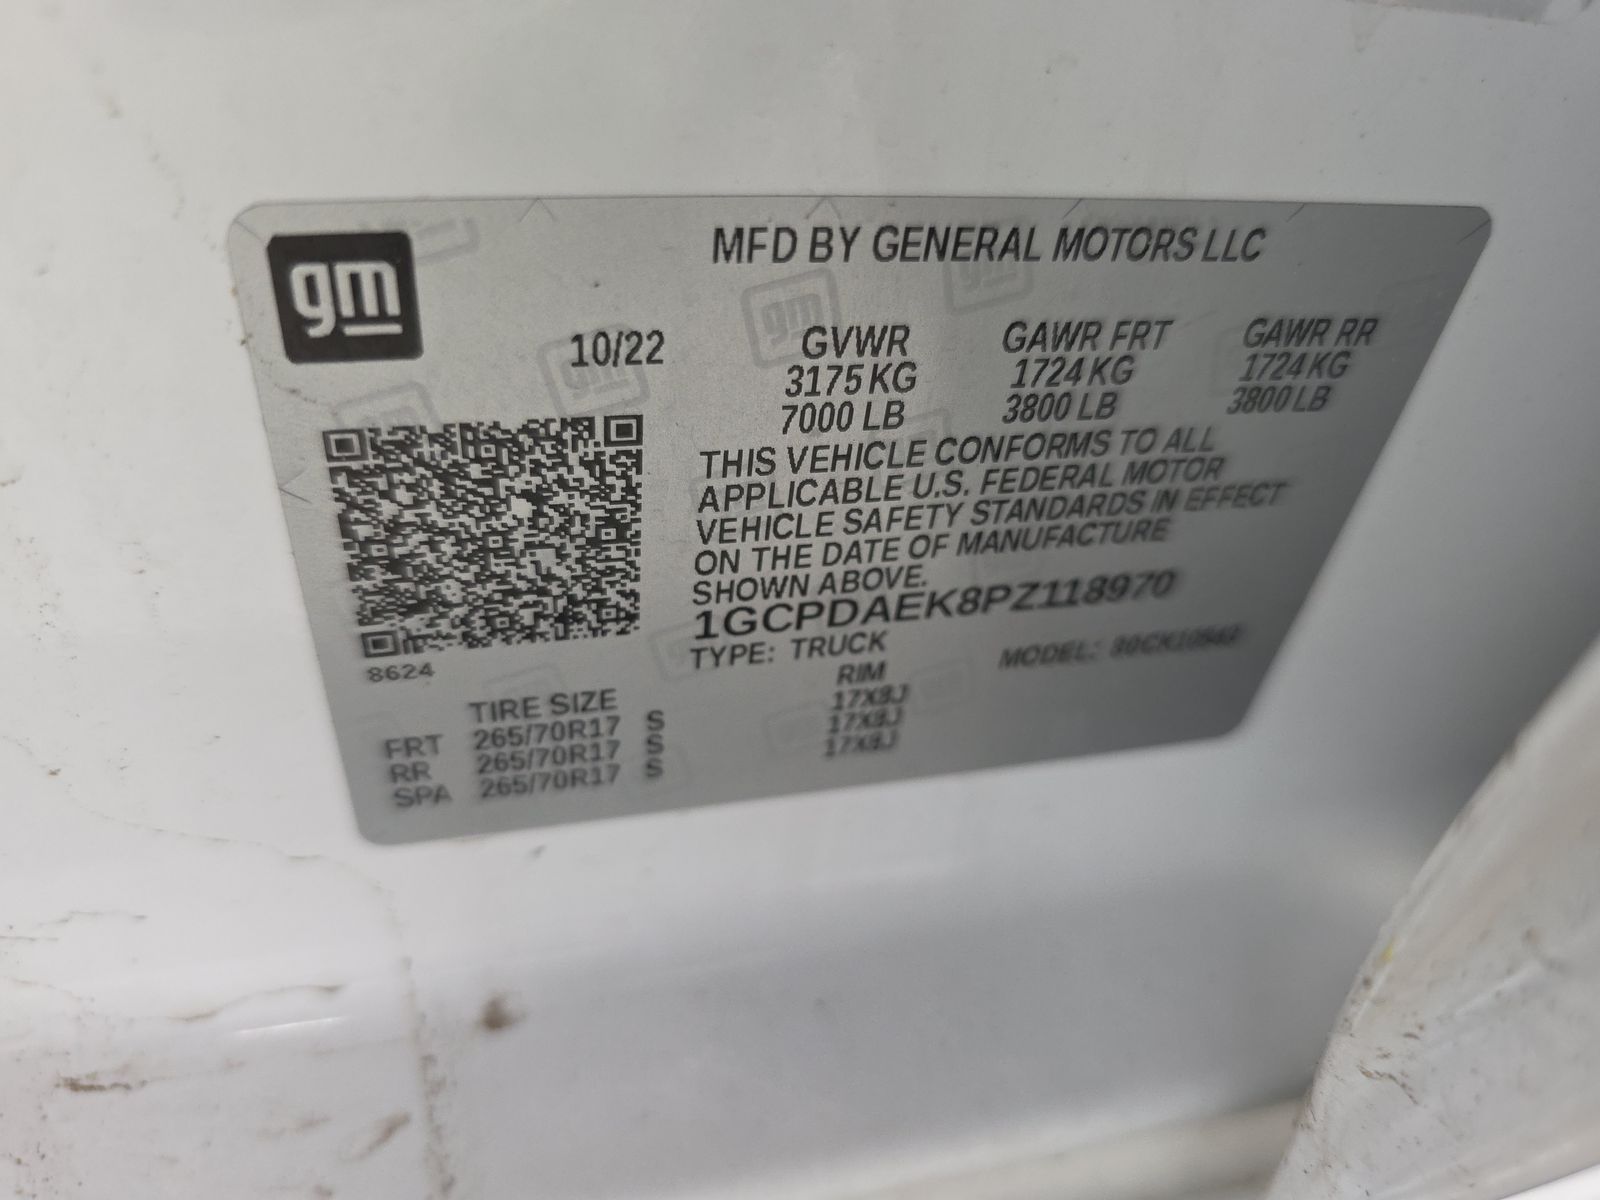 gm
MFD BY GENERAL MOTORS LLC
10/22
GVWR GAWR FRT GAWR RR
3175 KG 1724 KG 1724 KG
7000 LB 3800 LB 3800 LB
THIS VEHICLE CONFORMS TO ALL
APPLICABLE U.S. FEDERAL MOTOR
VEHICLE SAFETY STANDARDS IN EFFECT
ON THE DATE OF MANUFACTURE
SHOWN ABOVE.
1GCPDAEK8PZ118970
TYPE: TRUCK MODEL:
8624
TIRE SIZE RIM
FRT 265/70R17 S 17X8J
RR 265/70R17 S 17X8J
SPA 265/70R17 S 17X8J